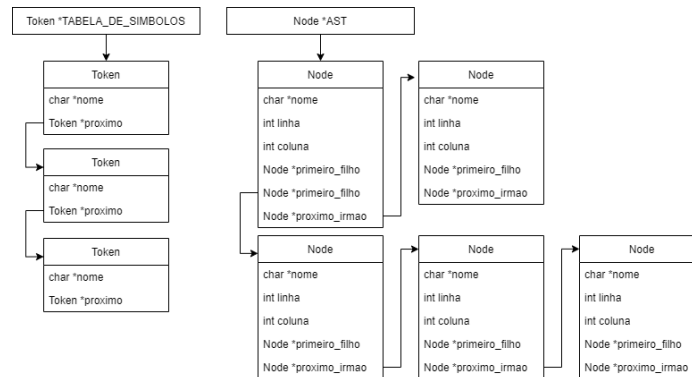 Token *TABELA_DE_SIMBOLOS
Token
char *nome
Token *proximo
Token
char *nome
Token *proximo
Token
char *nome
Token *proximo
Node *AST
Node
char *nome
int linha
int coluna
Node *primeiro_filho
Node *primeiro_filho
Node *proximo_irmao
Node
char *nome
int linha
int coluna
Node *primeiro_filho
Node *proximo_irmao
Node
char *nome
int linha
int coluna
Node *primeiro_filho
Node *proximo_irmao
Node
char *nome
int linha
int coluna
Node *primeiro_filho
Node *proximo_irmao
Node
char *nome
int linha
int coluna
Node *primeiro_filho
Node *proximo_irmao